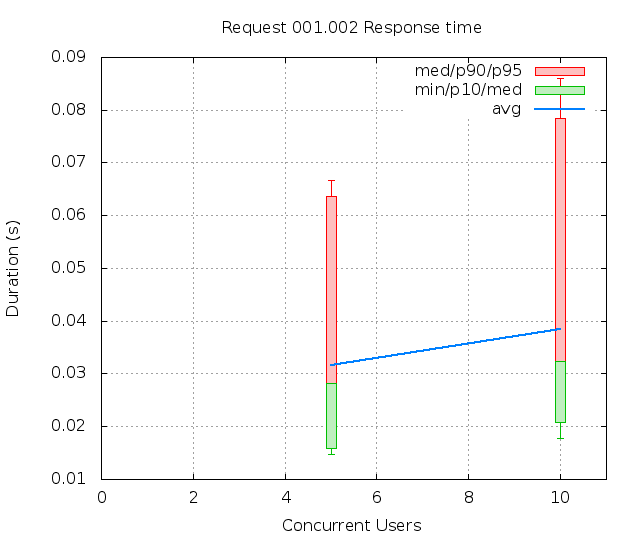 Request 001.002 Response time
med/p90/p95
min/p10/med
avg
0.09
0.08
0.07
0.06
0.05
0.04
0.03
0.02
0.01
Duration (s)
0 2 4 6 8 10
Concurrent Users